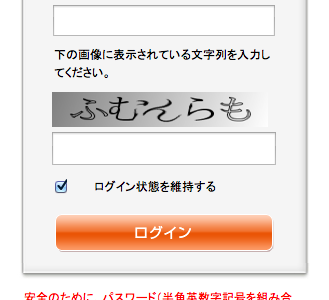 下の画像に表示されている文字列を入力し
てください。
ふむんらも
ログイン状態を維持する
ログイン
安全のために、パスワード(半角英数字記号を組み合